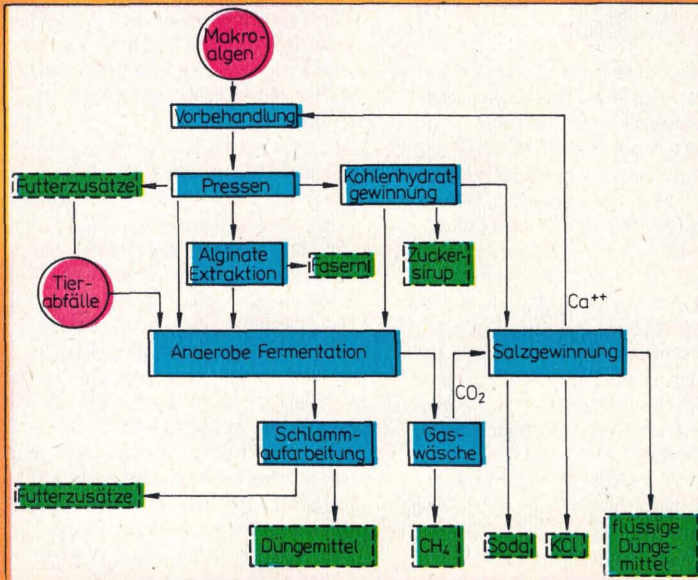 Makro-
algen
Vorbehandlung
Futterzusätze
Pressen
Kohlenhydrat-
gewinnung
Alginate
Extraktion
Fasern
Zucker-
sirup
Tier-
abfälle
Ca++
Anaerobe Fermentation
Salzgewinnung
CO₂
Schlamm-
aufarbeitung
Gas-
wäsche
Futterzusätze
Düngemittel
CH₄
Soda
KCl
flüssige
Dünge-
mittel